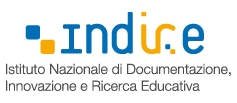 indire
Istituto Nazionale di Documentazione,
Innovazione e Ricerca Educativa